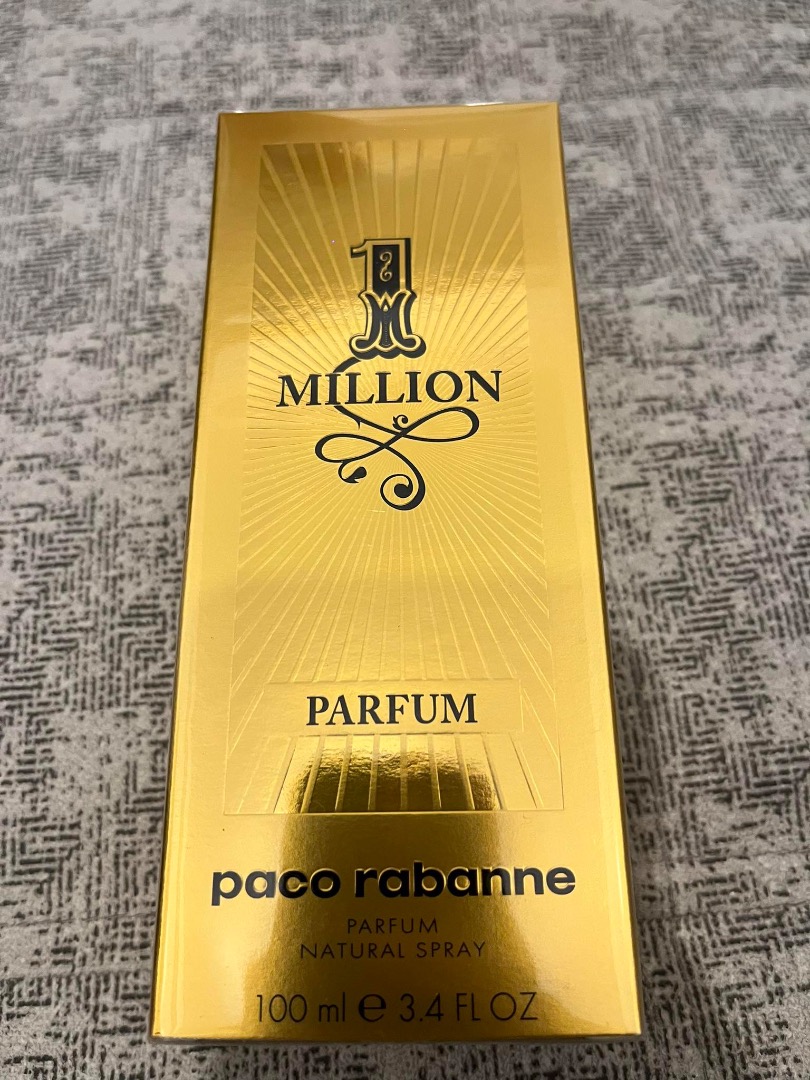 1
MILLION
PARFUM
paco rabanne
PARFUM
NATURAL SPRAY
100 ml e 3.4 FL OZ